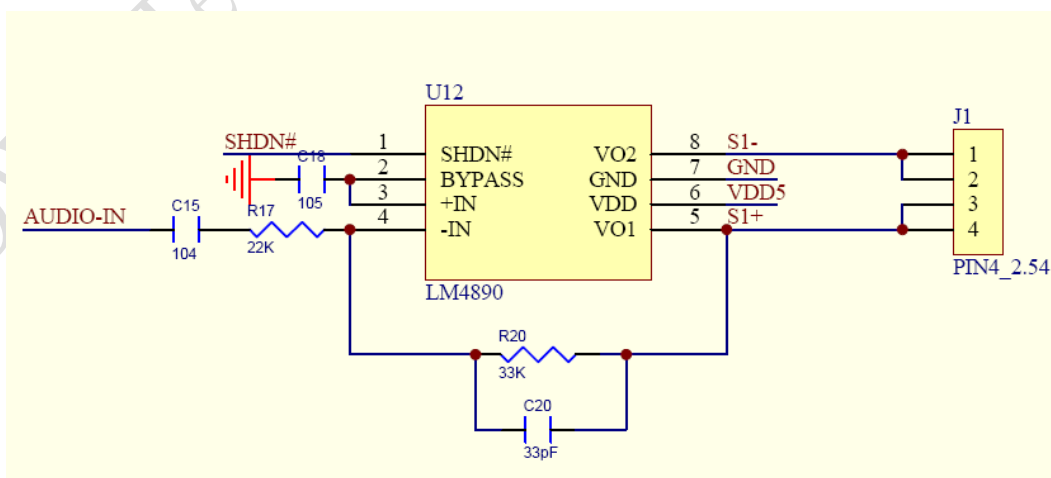 U12
J1
SHDN#
1
SHDN#
VO2
8
S1-
1
C18
105
2
BYPASS
GND
7
GND
2
3
+IN
VDD
6
VDD5
3
AUDIO-IN
C15
104
R17
22K
4
-IN
VO1
5
S1+
4
LM4890
PIN4_2.54
R20
33K
C20
33pF